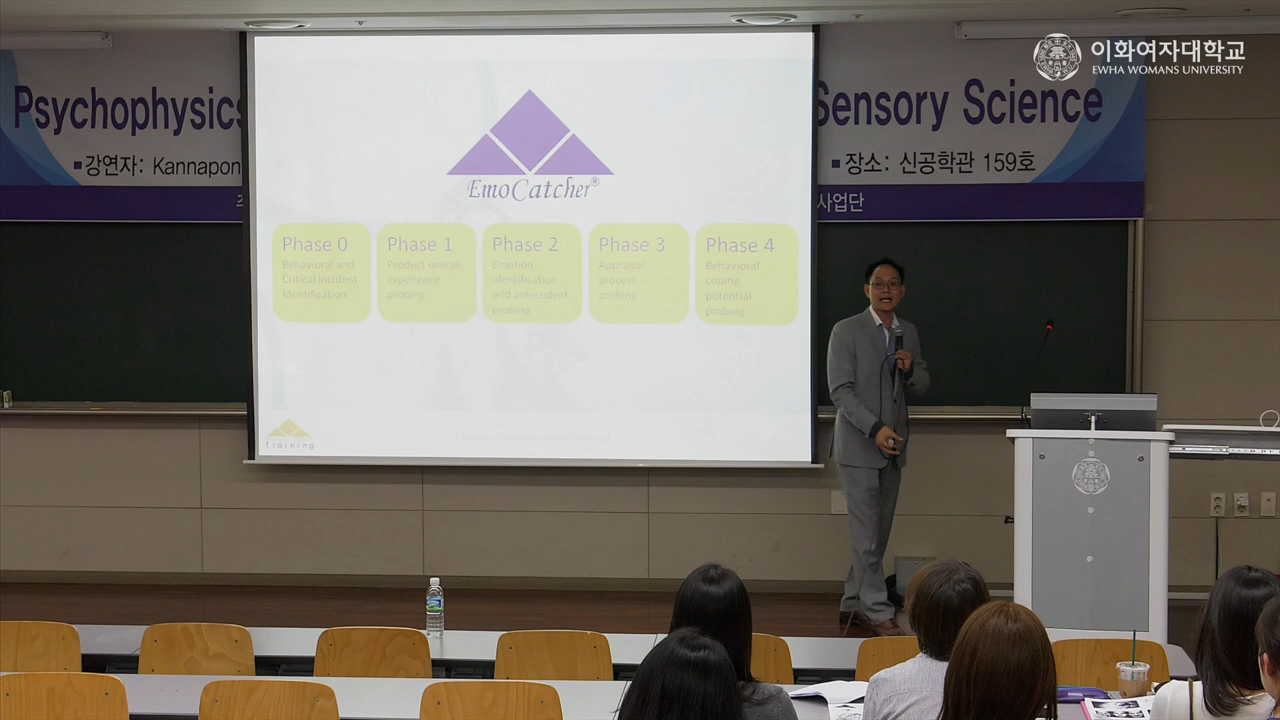 이화여자대학교
EWHA WOMANS UNIVERSITY
Psychophysics
Sensory Science
▪강연자: Kannapon
▪장소: 신공학관 159호
사업단
EmoCatcher®
Phase 0
Behavioral and
Critical incident
Identification
Phase 1
Product overall
experience
probing
Phase 2
Emotion
identification
and antecedent
probing
Phase 3
Appraisal
process
probing
Phase 4
Behavioral
coping
potential
probing
Training